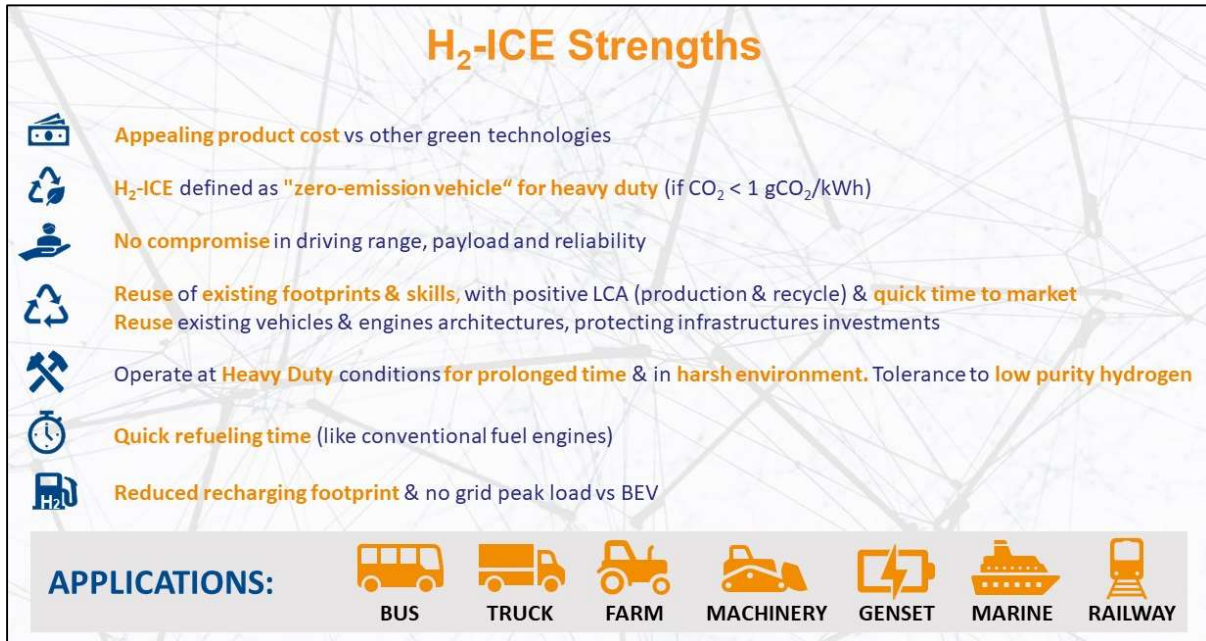 H₂-ICE Strengths
Appealing product cost vs other green technologies
H₂-ICE defined as "zero-emission vehicle“ for heavy duty (if CO₂ < 1 gCO₂/kWh)
No compromise in driving range, payload and reliability
Reuse of existing footprints & skills, with positive LCA (production & recycle) & quick time to market
Reuse existing vehicles & engines architectures, protecting infrastructures investments
Operate at Heavy Duty conditions for prolonged time & in harsh environment. Tolerance to low purity hydrogen
Quick refueling time (like conventional fuel engines)
H₂
Reduced recharging footprint & no grid peak load vs BEV
APPLICATIONS:
BUS TRUCK FARM MACHINERY GENSET MARINE RAILWAY